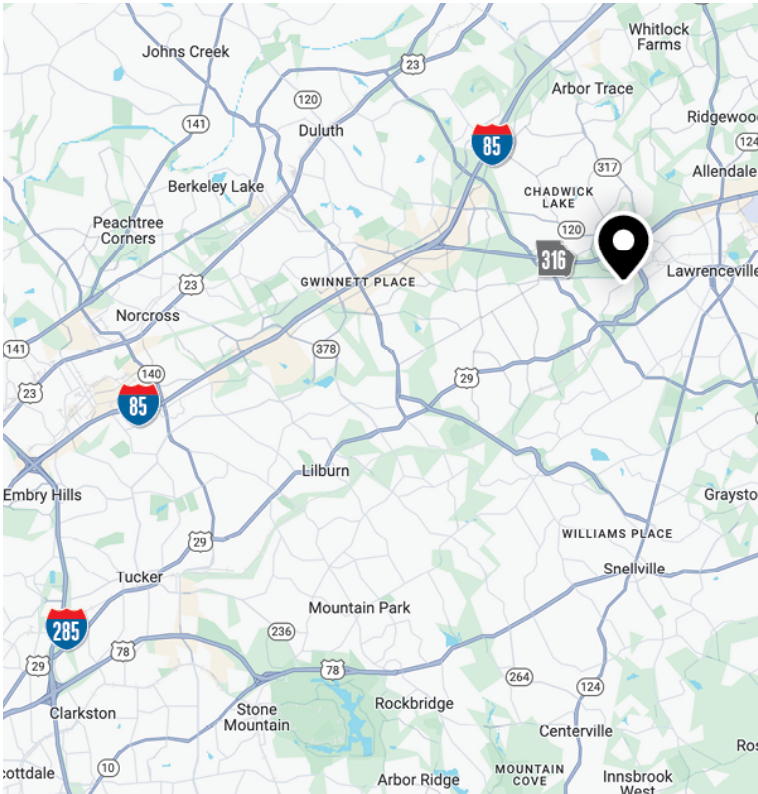 Whitlock
Farms
Johns Creek
23
Arbor Trace
120
Ridgewoo
141
Duluth
124
85
317
Allendale
Berkeley Lake
CHADWICK
LAKE
Peachtree
Corners
120
316
Lawrenceville
GWINNETT PLACE
23
Norcross
141
378
140
29
23
85
Lilburn
Embry Hills
Graysto
WILLIAMS PLACE
29
Snellville
Tucker
Mountain Park
285
236
78
29
78
264
124
Stone
Mountain
Rockbridge
Clarkston
Centerville
Ros
cottdale
10
Arbor Ridge
MOUNTAIN
COVE
Innsbrook
West